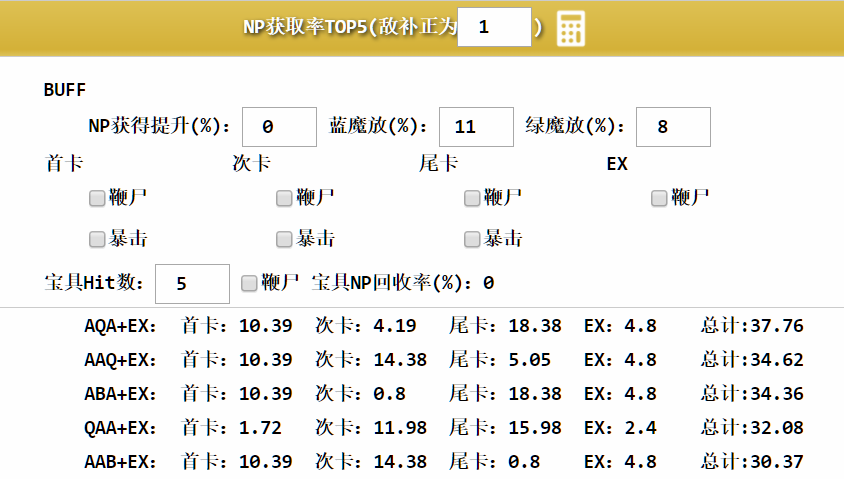 NP获取率TOP5(敌补正为 1 )
BUFF
NP获得提升(%): 0 蓝魔放(%): 11 绿魔放(%): 8
首卡 次卡 尾卡 EX
鞭尸 鞭尸 鞭尸 鞭尸
暴击 暴击 暴击
宝具Hit数: 5 鞭尸 宝具NP回收率(%):0
AQA+EX: 首卡:10.39 次卡:4.19 尾卡:18.38 EX:4.8 总计:37.76
AAQ+EX: 首卡:10.39 次卡:14.38 尾卡:5.05 EX:4.8 总计:34.62
ABA+EX: 首卡:10.39 次卡:0.8 尾卡:18.38 EX:4.8 总计:34.36
QAA+EX: 首卡:1.72 次卡:11.98 尾卡:15.98 EX:2.4 总计:32.08
AAB+EX: 首卡:10.39 次卡:14.38 尾卡:0.8 EX:4.8 总计:30.37